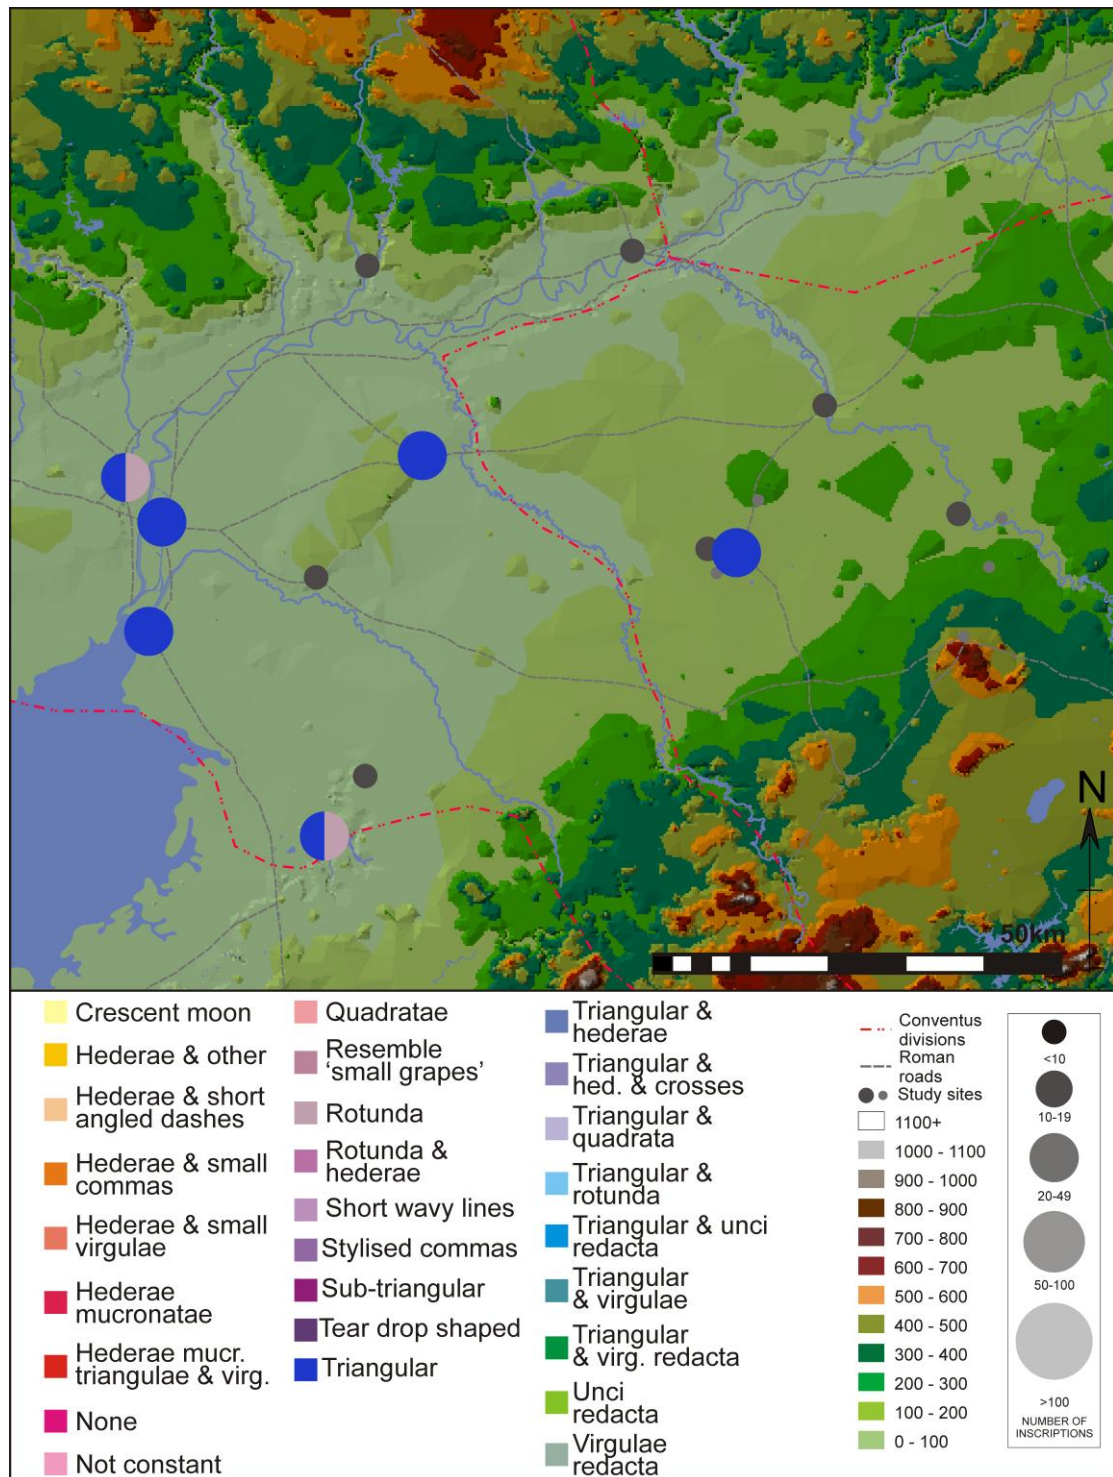 N
50km
Crescent moon
Hederae & other
Hederae & short
angled dashes
Hederae & small
commas
Hederae & small
virgulae
Hederae
mucronatae
Hederae mucr.
triangulae & virg.
None
Not constant
Quadratae
Resemble
'small grapes'
Rotunda
Rotunda &
hederae
Short wavy lines
Stylised commas
Sub-triangular
Tear drop shaped
Triangular
Triangular &
hederae
Triangular &
hed. & crosses
Triangular &
quadrata
Triangular &
rotunda
Triangular & unci
redacta
Triangular
& virgulae
Triangular
& virg. redacta
Unci
redacta
Virgulae
redacta
Conventus
divisions
Roman
roads
Study sites
1100+
1000 - 1100
900 - 1000
800 - 900
700 - 800
600 - 700
500 - 600
400 - 500
300 - 400
200 - 300
100 - 200
0 - 100
<10
10-19
20-49
50-100
>100
NUMBER OF
INSCRIPTIONS